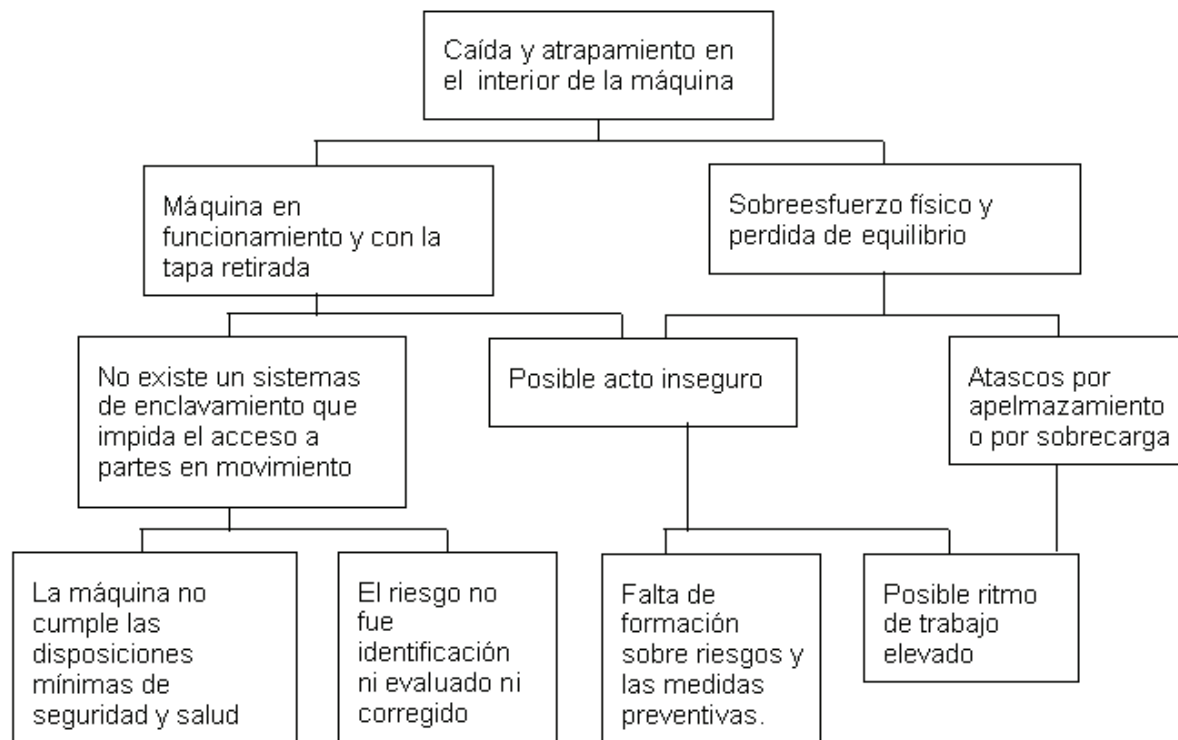 Caída y atrapamiento en
el interior de la máquina
Máquina en
funcionamiento y con la
tapa retirada
Sobreesfuerzo físico y
perdida de equilibrio
No existe un sistemas
de enclavamiento que
impida el acceso a
partes en movimiento
Posible acto inseguro
Atascos por
apelmazamiento
o por sobrecarga
La máquina no
cumple las
disposiciones
mínimas de
seguridad y salud
El riesgo no
fue
identificación
ni evaluado ni
corregido
Falta de
formación
sobre riesgos y
las medidas
preventivas.
Posible ritmo
de trabajo
elevado